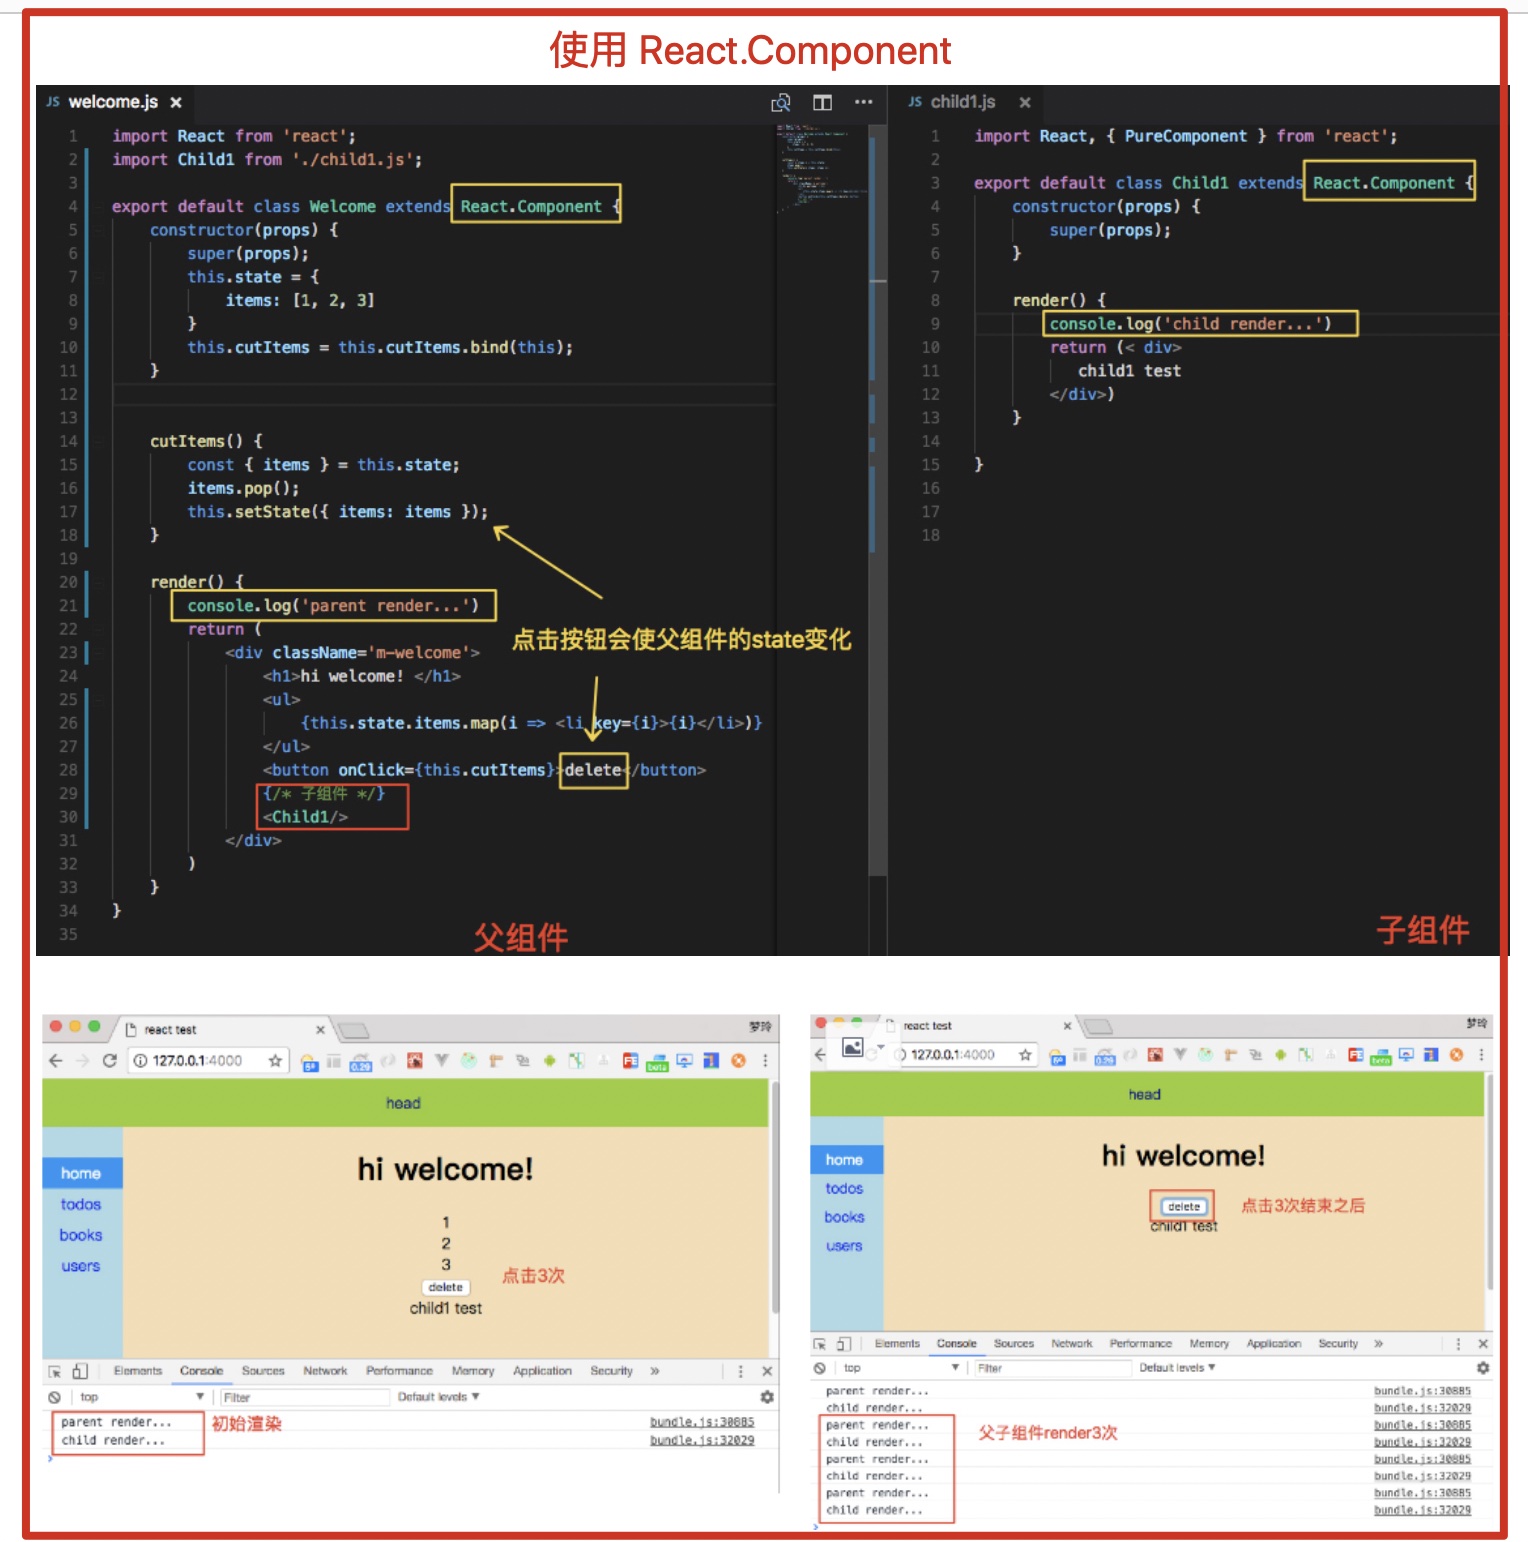 使用 React.Component
JS welcome.js ×
1 import React from 'react';
2 import Child1 from './child1.js';
3
4 export default class Welcome extends React.Component {
5 constructor(props) {
6 super(props);
7 this.state = {
8 items: [1, 2, 3]
9 }
10 this.cutItems = this.cutItems.bind(this);
11 }
12
13
14 cutItems() {
15 const { items } = this.state;
16 items.pop();
17 this.setState({ items: items });
18 }
19
20 render() {
21 console.log('parent render...')
22 return (
点击按钮会使父组件的state变化
23 <div className='m-welcome'>
24 <h1>hi welcome! </h1>
25 <ul>
26 {this.state.items.map(i => <li key={i}>{i}</li>)}
27 </ul>
28 <button onClick={this.cutItems}>delete</button>
29 {/* 子组件 */}
30 <Child1/>
31 </div>
32 )
33 }
34 }
35
父组件
JS child1.js ×
1 import React, { PureComponent } from 'react';
2
3 export default class Child1 extends React.Component {
4 constructor(props) {
5 super(props);
6 }
7
8 render() {
9 console.log('child render...')
10 return (< div>
11 child1 test
12 </div>)
13 }
14
15 }
16
17
18
子组件
react test
梦玲
127.0.0.1:4000
head
home
todos
books
users
hi welcome!
1
2
3
delete
点击3次
child1 test
Elements Console Sources Network Performance Memory Application Security »
top Filter Default levels ▼
parent render... bundle.js:30885
child render... bundle.js:32029
初始渲染
react test
梦玲
127.0.0.1:4000
head
home
todos
books
users
hi welcome!
delete
点击3次结束之后
child1 test
Elements Console Sources Network Performance Memory Application Security »
top Filter Default levels ▼
parent render... bundle.js:30885
child render... bundle.js:32029
parent render... bundle.js:30885
child render... bundle.js:32029
parent render... bundle.js:30885
child render... bundle.js:32029
parent render... bundle.js:30885
child render... bundle.js:32029
父子组件render3次